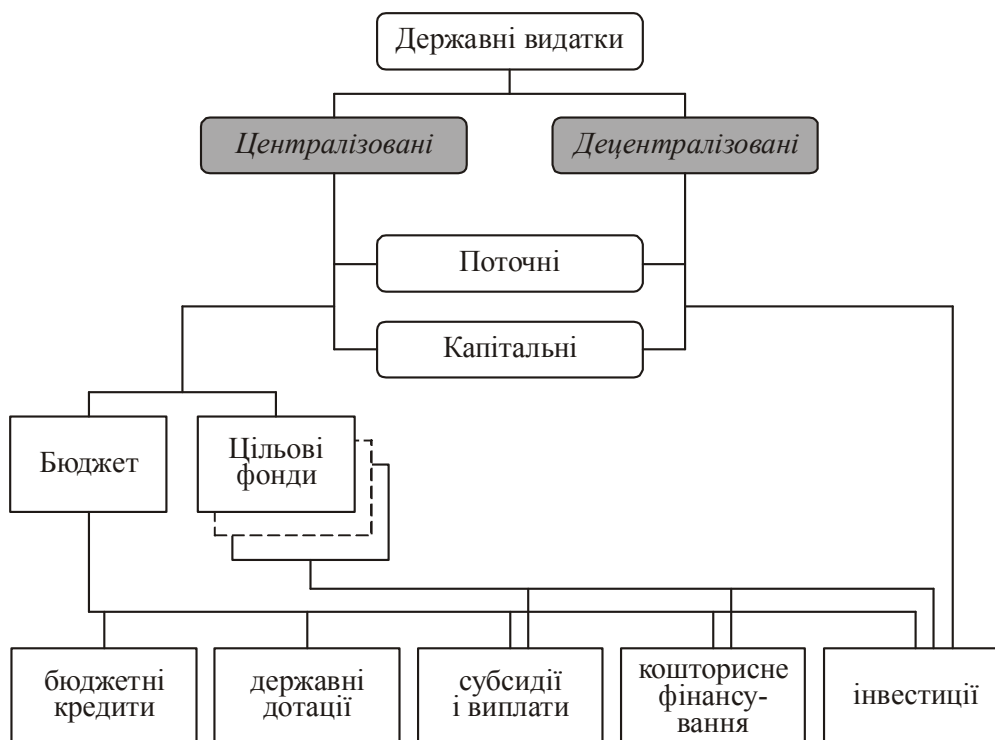 Державні видатки
Централізовані
Децентралізовані
Поточні
Капітальні
Бюджет
Цільові
фонди
бюджетні
кредити
державні
дотації
субсидії
і виплати
кошторисне
фінансу-
вання
інвестиції